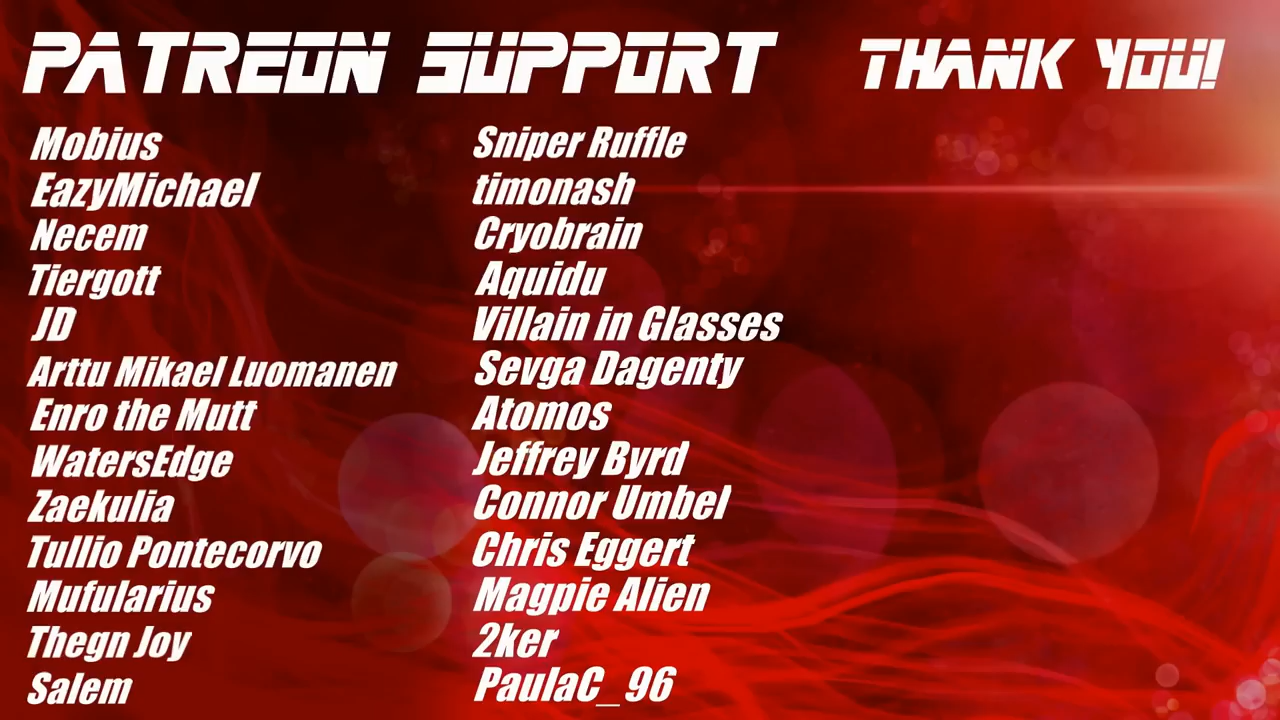 PATREON SUPPORT
THANK YOU!
Mobius
EazyMichael
Necem
Tiergott
JD
Arttu Mikael Luomanen
Enro the Mutt
WatersEdge
Zaekulia
Tullio Pontecorvo
Mufularius
Thegn Joy
Salem
Sniper Ruffle
timonash
Cryobrain
Aquidu
Villain in Glasses
Sevga Dagenty
Atomos
Jeffrey Byrd
Connor Umbel
Chris Eggert
Magpie Alien
2ker
PaulaC_96